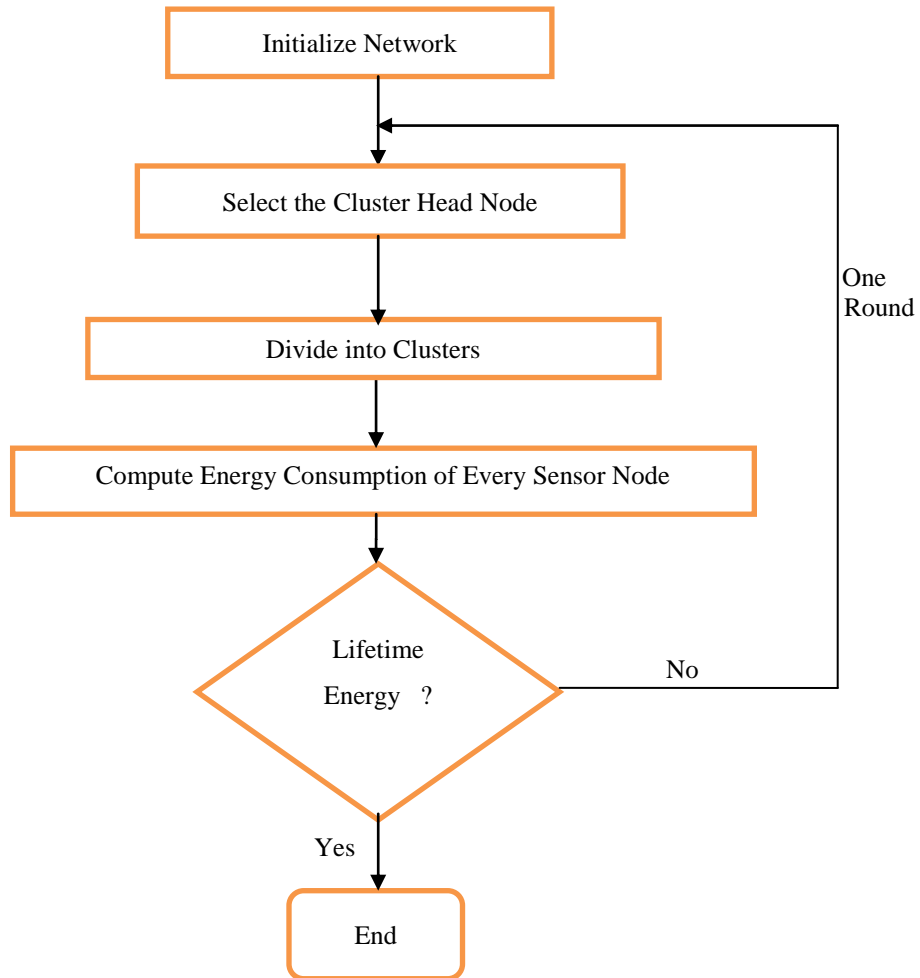 Initialize Network
Select the Cluster Head Node
One
Round
Divide into Clusters
Compute Energy Consumption of Every Sensor Node
Lifetime
Energy ?
No
Yes
End